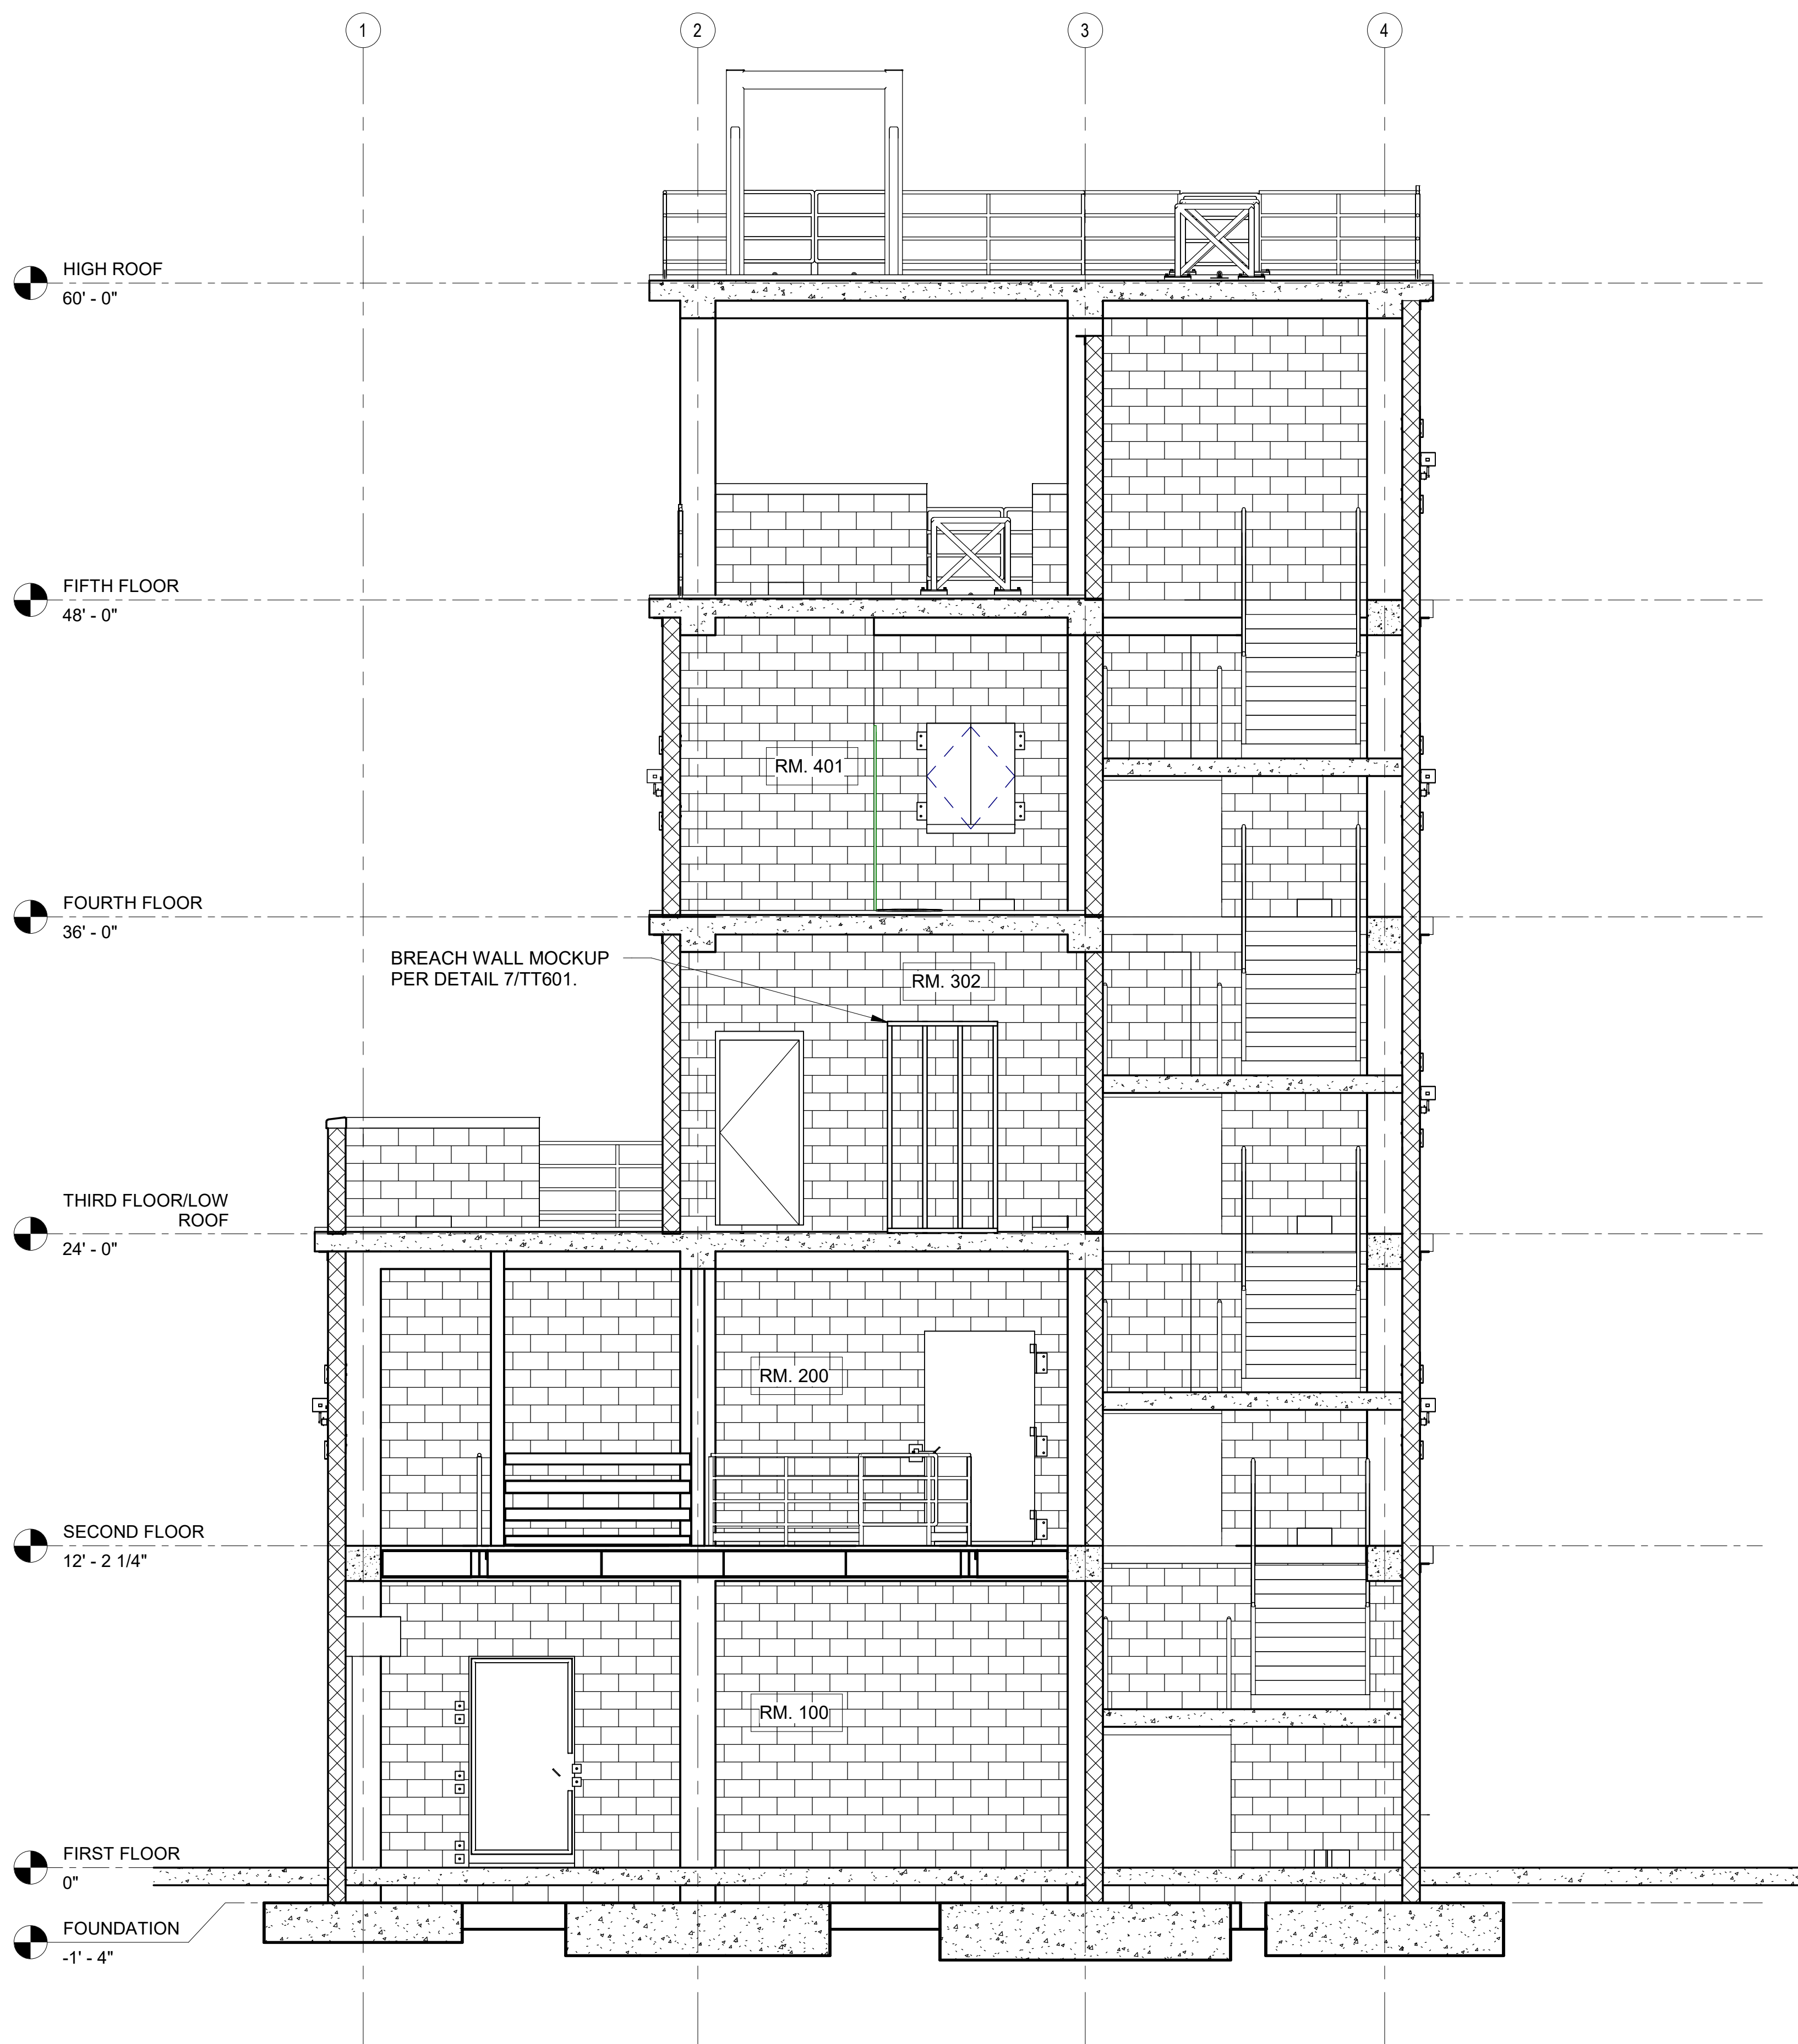 1
2
3
4
HIGH ROOF
60' - 0"
FIFTH FLOOR
48' - 0"
RM. 401
FOURTH FLOOR
36' - 0"
BREACH WALL MOCKUP
PER DETAIL 7/TT601.
RM. 302
THIRD FLOOR/LOW
ROOF
24' - 0"
RM. 200
SECOND FLOOR
12' - 2 1/4"
RM. 100
FIRST FLOOR
0"
FOUNDATION
-1' - 4"